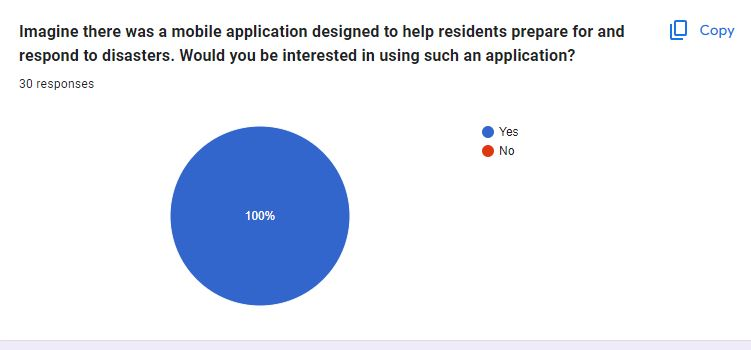 Imagine there was a mobile application designed to help residents prepare for and
respond to disasters. Would you be interested in using such an application?
Copy
30 responses
Yes
No
100%